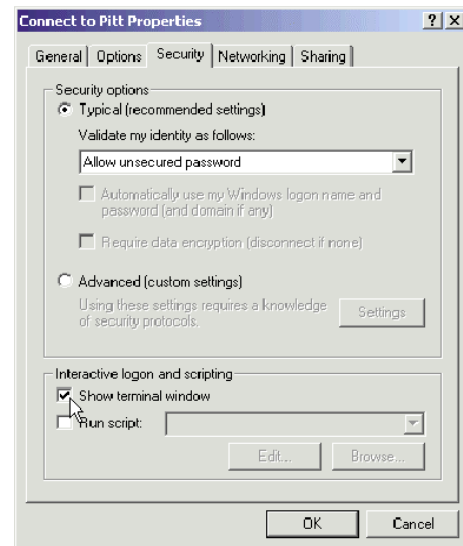 Connect to Pitt Properties
General Options Security Networking Sharing
Security options
Typical (recommended settings)
Validate my identity as follows:
Allow unsecured password
Automatically use my Windows logon name and
password (and domain if any)
Require data encryption (disconnect if none)
Advanced (custom settings)
Using these settings requires a knowledge
of security protocols.
Settings
Interactive logon and scripting
Show terminal window
Run script:
Edit... Browse...
OK Cancel